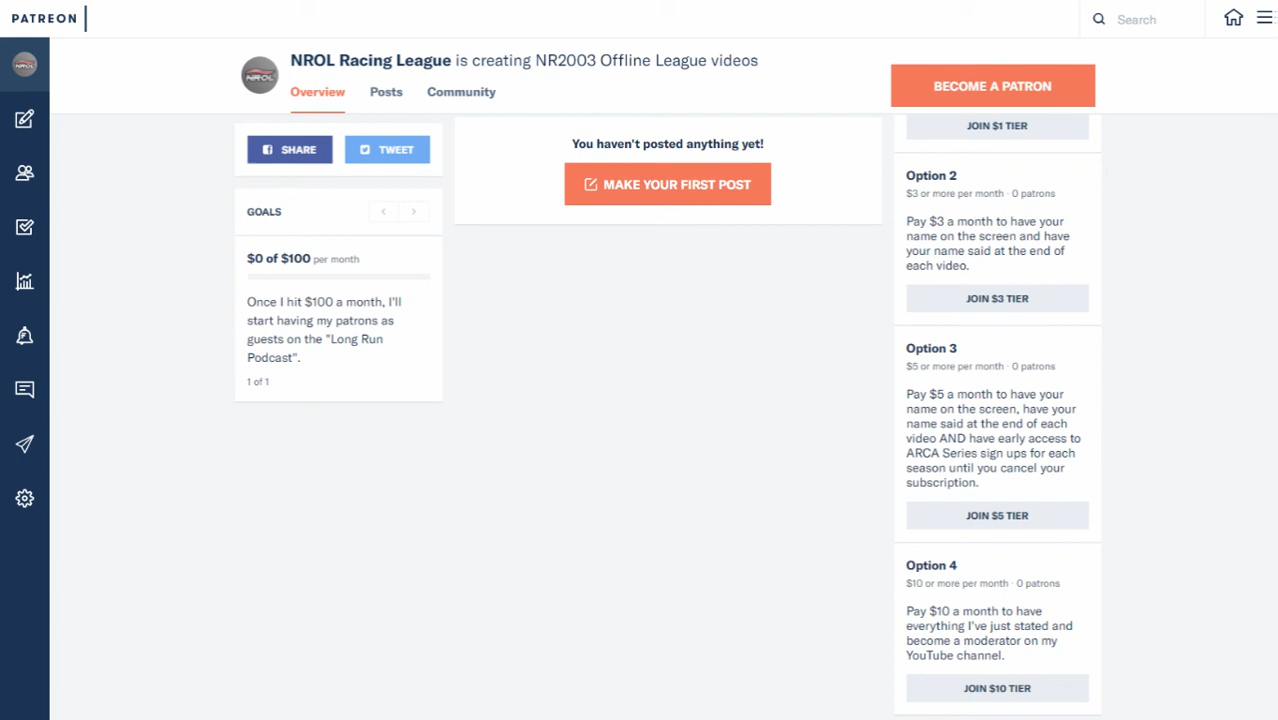 PATREON
Search
NROL
NROL Racing League is creating NR2003 Offline League videos
Overview
Posts
Community
BECOME A PATRON
SHARE
TWEET
GOALS
$0 of $100 per month
Once I hit $100 a month, I'll
start having my patrons as
guests on the "Long Run
Podcast".
1 of 1
You haven't posted anything yet!
MAKE YOUR FIRST POST
JOIN $1 TIER
Option 2
$3 or more per month · 0 patrons
Pay $3 a month to have your
name on the screen and have
your name said at the end of
each video.
JOIN $3 TIER
Option 3
$5 or more per month · 0 patrons
Pay $5 a month to have your
name on the screen, have your
name said at the end of each
video AND have early access to
ARCA Series sign ups for each
season until you cancel your
subscription.
JOIN $5 TIER
Option 4
$10 or more per month · 0 patrons
Pay $10 a month to have
everything I've just stated and
become a moderator on my
YouTube channel.
JOIN $10 TIER